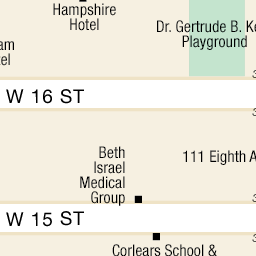 Hampshire
Hotel
Dr. Gertrude B.
Playground
W 16 ST
Beth
Israel
Medical
Group
111 Eighth
W 15 ST
Corlears School &